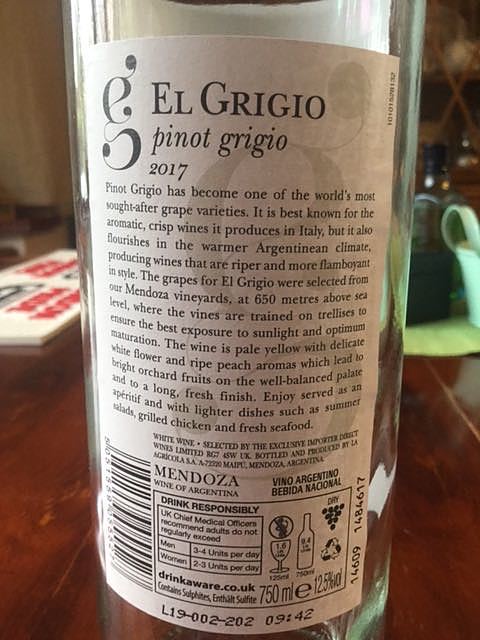 g
EL GRIGIO
pinot grigio
2017
Pinot Grigio has become one of the world's most
sought-after grape varieties. It is best known for the
aromatic, crisp wines it produces in Italy, but it also
flourishes in the warmer Argentinean climate,
producing wines that are riper and more flamboyant
in style. The grapes for El Grigio were selected from
our Mendoza vineyards, at 650 metres above sea
level, where the vines are trained on trellises to
ensure the best exposure to sunlight and optimum
maturation. The wine is pale yellow with delicate
white flower and ripe peach aromas which lead to
bright orchard fruits on the well-balanced palate
and to a long, fresh finish. Enjoy served as an
apéritif and with lighter dishes such as summer
salads, grilled chicken and fresh seafood.
WHITE WINE • SELECTED BY THE EXCLUSIVE IMPORTER DIRECT
WINES LIMITED RG7 4SW UK. BOTTLED AND PRODUCED BY LA
AGRÍCOLA S.A. A-72220 MAIPÚ, MENDOZA, ARGENTINA.
MENDOZA
WINE OF ARGENTINA
VINO ARGENTINO
BEBIDA NACIONAL
DRINK RESPONSIBLY
UK Chief Medical Officers
recommend adults do not
regularly exceed
Men 3-4 Units per day
Women 2-3 Units per day
1.6
125ml
9.4
750ml
DRY
drinkaware.co.uk
Contains Sulphites, Enthält Sulfite
750 ml e 12.5%vol
14609 1484617
L19-002-202 09:42